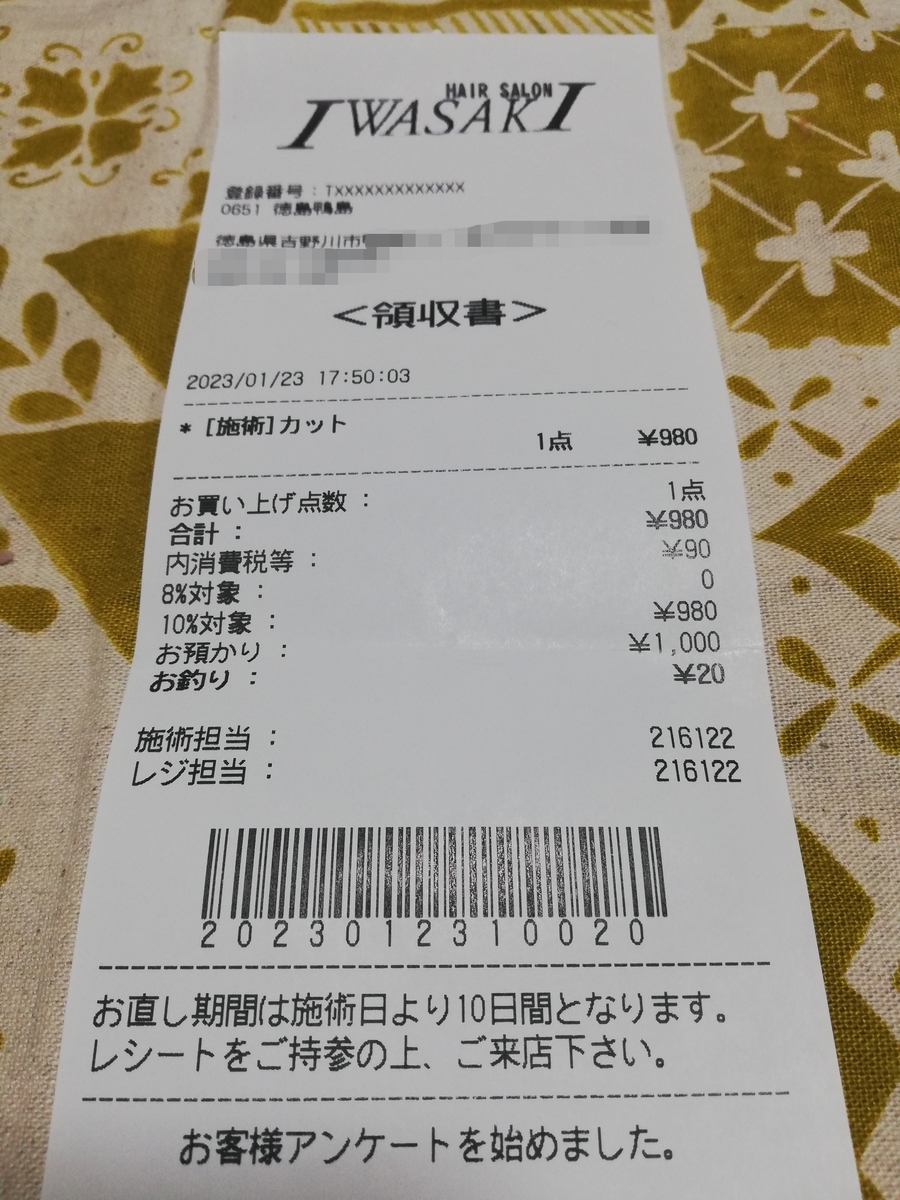 HAIR SALON
IWASAKI
登録番号：TXXXXXXXXXXXXX
0651 徳島鴨島
徳島県吉野川市
＜領収書＞
2023/01/23 17:50:03
* [施術]カット
1点 ¥980
お買い上げ点数： 1点
合計： ¥980
内消費税等： ¥90
8%対象： 0
10%対象： ¥980
お預かり： ¥1,000
お釣り： ¥20
施術担当： 216122
レジ担当： 216122
2023012310020
お直し期間は施術日より10日間となります。
レシートをご持参の上、ご来店下さい。
お客様アンケートを始めました。